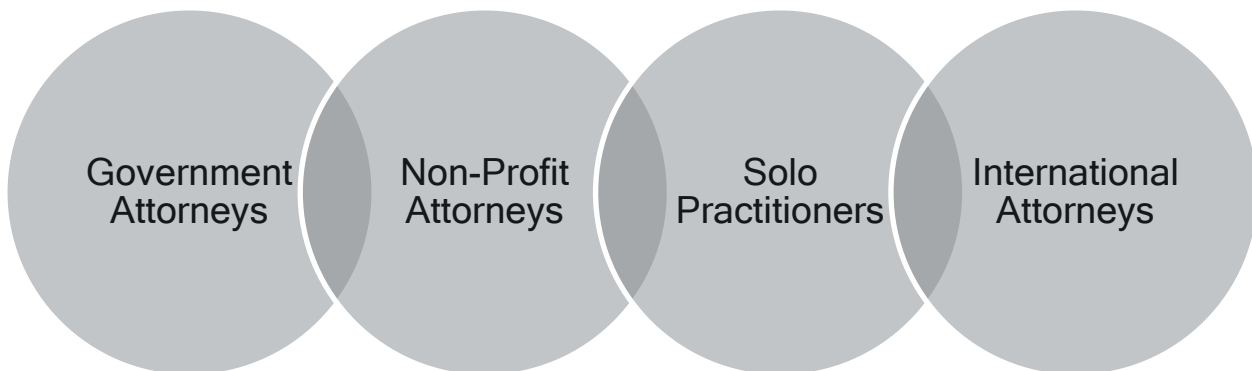 Government
Attorneys
Non-Profit
Attorneys
Solo
Practitioners
International
Attorneys